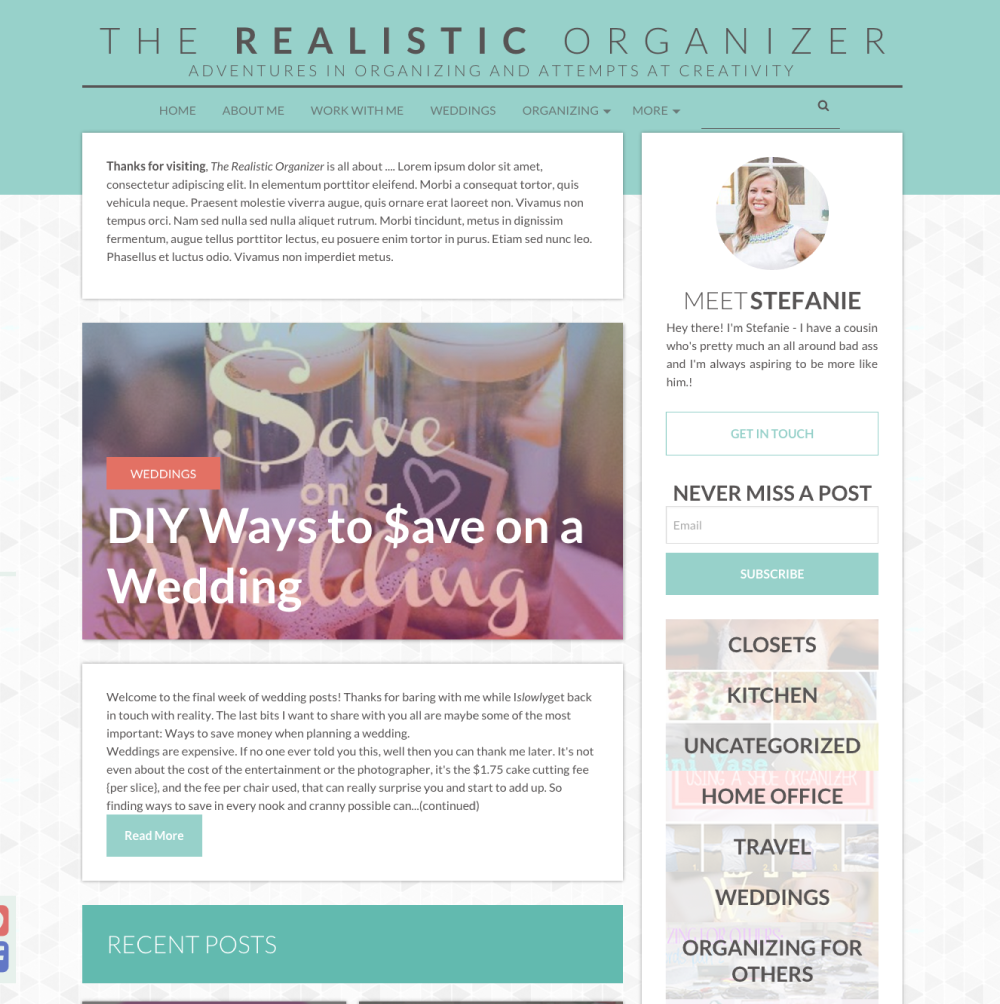 THE REALISTIC ORGANIZER
ADVENTURES IN ORGANIZING AND ATTEMPTS AT CREATIVITY
HOME ABOUT ME WORK WITH ME WEDDINGS ORGANIZING MORE
Thanks for visiting, The Realistic Organizer is all about .... Lorem ipsum dolor sit amet,
consectetur adipiscing elit. In elementum porttitor eleifend. Morbi a consequat tortor, quis
vehicula neque. Praesent molestie viverra augue, quis ornare erat laoreet non. Vivamus non
tempus orci. Nam sed nulla sed nulla aliquet rutrum. Morbi tincidunt, metus in dignissim
fermentum, augue tellus porttitor lectus, eu posuere enim tortor in purus. Etiam sed nunc leo.
Phasellus et luctus odio. Vivamus non imperdiet metus.
$ave
on a
Wedding
WEDDINGS
DIY Ways to $ave on a
Wedding
Welcome to the final week of wedding posts! Thanks for baring with me while Islowlyget back
in touch with reality. The last bits I want to share with you all are maybe some of the most
important: Ways to save money when planning a wedding.
Weddings are expensive. If no one ever told you this, well then you can thank me later. It's not
even about the cost of the entertainment or the photographer, it's the $1.75 cake cutting fee
{per slice}, and the fee per chair used, that can really surprise you and start to add up. So
finding ways to save in every nook and cranny possible can...(continued)
Read More
RECENT POSTS
MEET STEFANIE
Hey there! I'm Stefanie - I have a cousin
who's pretty much an all around bad ass
and I'm always aspiring to be more like
him.!
GET IN TOUCH
NEVER MISS A POST
Email
SUBSCRIBE
CLOSETS
KITCHEN
UNCATEGORIZED
Vase
USING A SHOE ORGANIZER
HOME OFFICE
TRAVEL
WEDDINGS
FOR OTHERS
ORGANIZING FOR
OTHERS